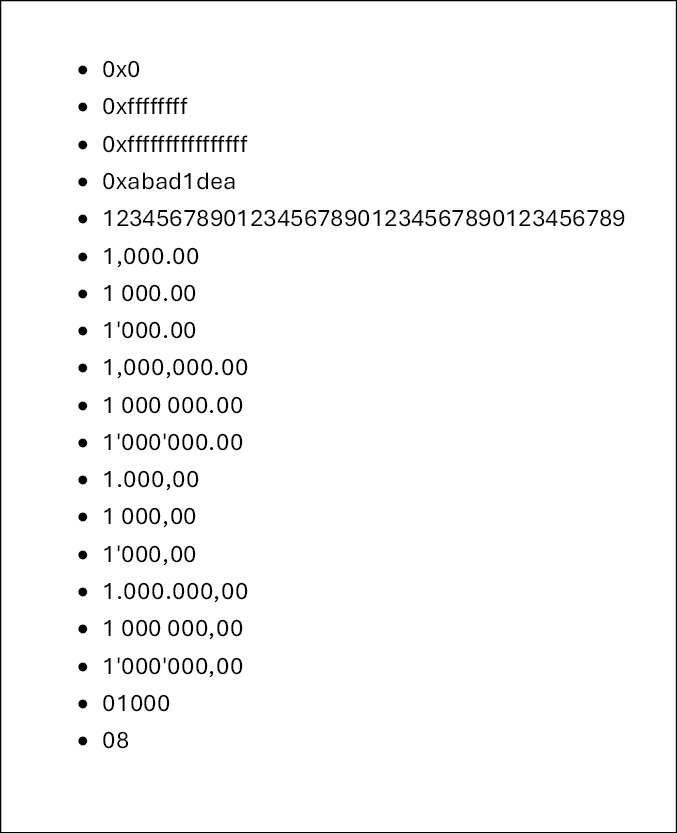 • 0x0
• 0xffffffff
• 0xffffffffffffffff
• 0xabad1dea
• 123456789012345678901234567890123456789
• 1,000.00
• 1 000.00
• 1'000.00
• 1,000,000.00
• 1 000 000.00
• 1'000'000.00
• 1.000,00
• 1 000,00
• 1'000,00
• 1.000.000,00
• 1 000 000,00
• 1'000'000,00
• 01000
• 08